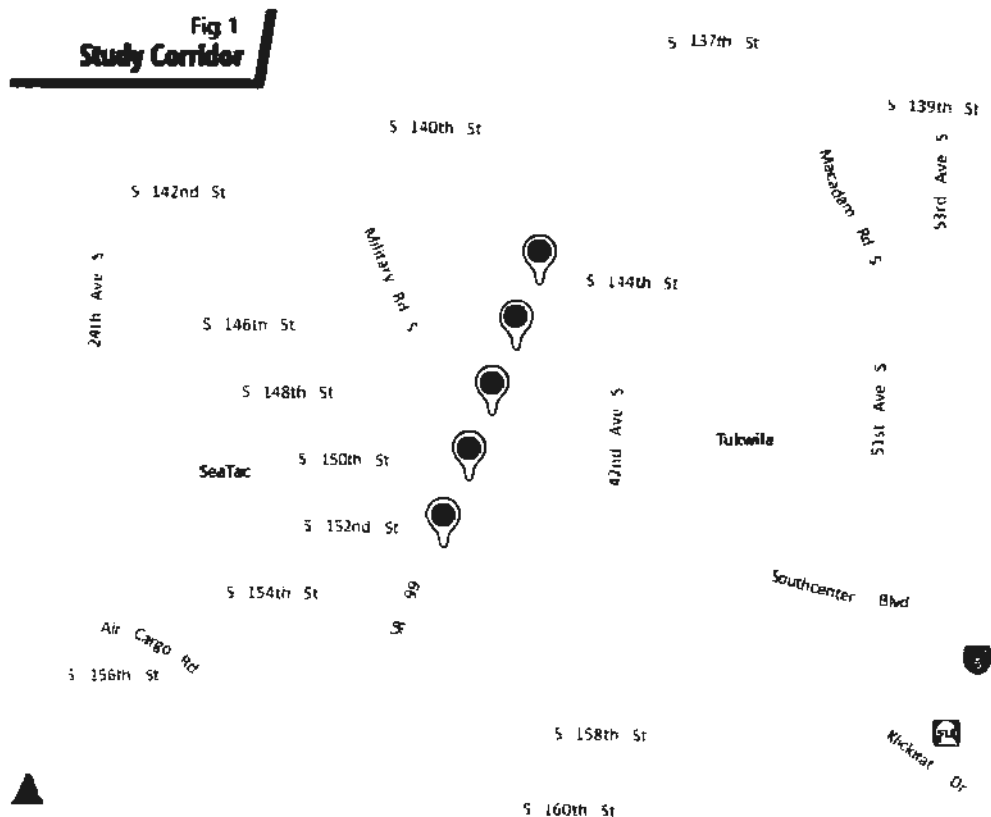 Fig 1
Study Corridor
S 137th St
S 139th St
S 140th St
53rd Ave S
Macadam Rd S
S 142nd St
Military Rd S
24th Ave S
S 144th St
S 146th St
S 148th St
42nd Ave S
51st Ave S
Tukwila
SeaTac
S 150th St
S 152nd St
S 154th St
99
Southcenter Blvd
Air Cargo Rd
S 156th St
5
S 158th St
Klickitat Dr
S 160th St